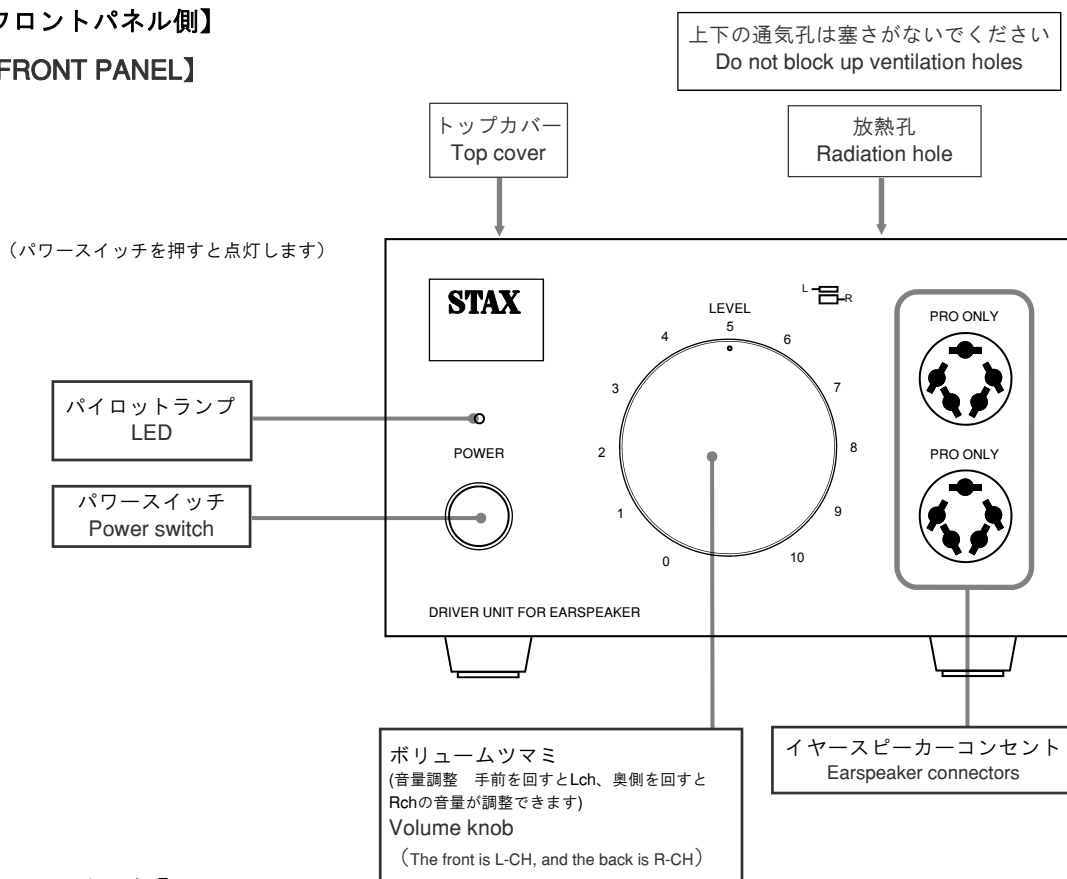 フロントパネル側】
FRONT PANEL】
上下の通気孔は塞さがないでください
Do not block up ventilation holes
トップカバー
Top cover
放熱孔
Radiation hole
（パワースイッチを押すと点灯します）
STAX
L
R
LEVEL
0
1
2
3
4
5
6
7
8
9
10
PRO ONLY
PRO ONLY
パイロットランプ
LED
POWER
パワースイッチ
Power switch
DRIVER UNIT FOR EARSPEAKER
ボリュームツマミ
(音量調整　手前を回すとLch、奥側を回すと
Rchの音量が調整できます)
Volume knob
（The front is L-CH, and the back is R-CH）
イヤースピーカーコンセント
Earspeaker connectors